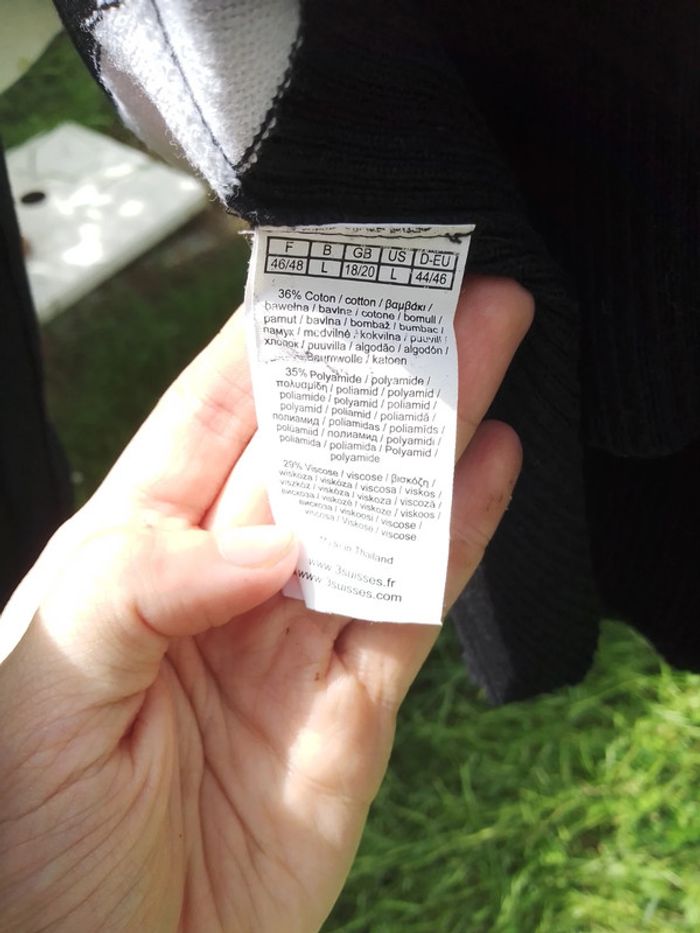 F B GB US D-EU
46/48 L 18/20 L 44/46
36% Coton / cotton / βαμβάκι /
bawełna / bavlna / cotone / bomull /
pamut / bavlna / bombaž / bumbac /
памук / medvilnė / kokvilna / puuvill /
хлопок / puuvilla / algodão / algodón /
Baumwolle / katoen
35% Polyamide / polyamide /
πολυαμίδη / poliamid / polyamid /
poliamide / polyamid / poliamid /
polyamid / poliamid / poliamidă /
полиамид / poliamidas / poliamīds /
polüamiid / полиамид / polyamidi /
poliamida / poliamida / Polyamid /
polyamide
29% Viscose / viscose / βισκόζη /
wiskoza / viskóza / viscosa / viskos /
viszkóz / viskóza / viskoza / viscoză /
вискоза / viskozė / viskoze / viskoos /
вискоза / viskoosi / viscose /
viscosa / Viskose / viscose
Made in Thailand
www.3suisses.fr
www.3suisses.com